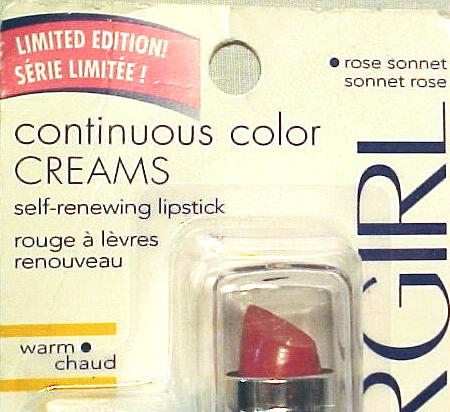 LIMITED EDITION!
SÉRIE LIMITÉE !
rose sonnet
sonnet rose
continuous color
CREAMS
self-renewing lipstick
rouge à lèvres
renouveau
warm
chaud
RGIRL